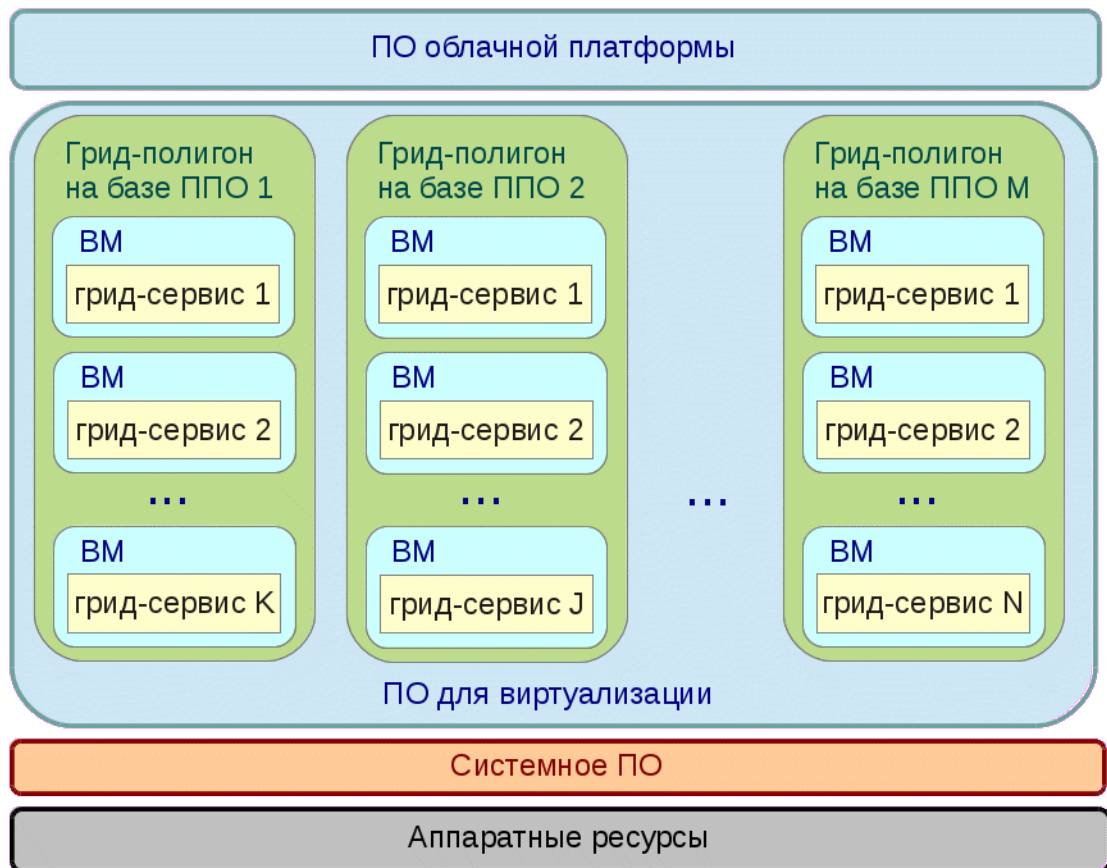 ПО облачной платформы
Грид-полигон
на базе ППО 1
ВМ
грид-сервис 1
ВМ
грид-сервис 2
...
ВМ
грид-сервис K
Грид-полигон
на базе ППО 2
ВМ
грид-сервис 1
ВМ
грид-сервис 2
...
ВМ
грид-сервис J
...
Грид-полигон
на базе ППО M
ВМ
грид-сервис 1
ВМ
грид-сервис 2
...
ВМ
грид-сервис N
ПО для виртуализации
Системное ПО
Аппаратные ресурсы